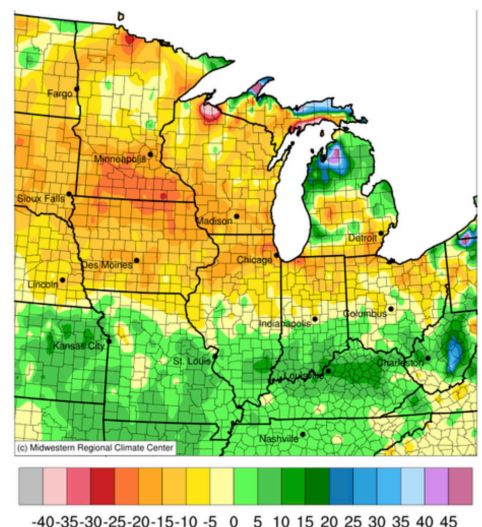 Fargo
Minneapolis
Sioux Falls
Madison
Detroit
Chicago
Des Moines
Lincoln
Columbus
Indianapolis
Kansas City
St. Louis
Charleston
Louisville
Nashville
(c) Midwestern Regional Climate Center
-40 -35 -30 -25 -20 -15 -10 -5 0 5 10 15 20 25 30 35 40 45